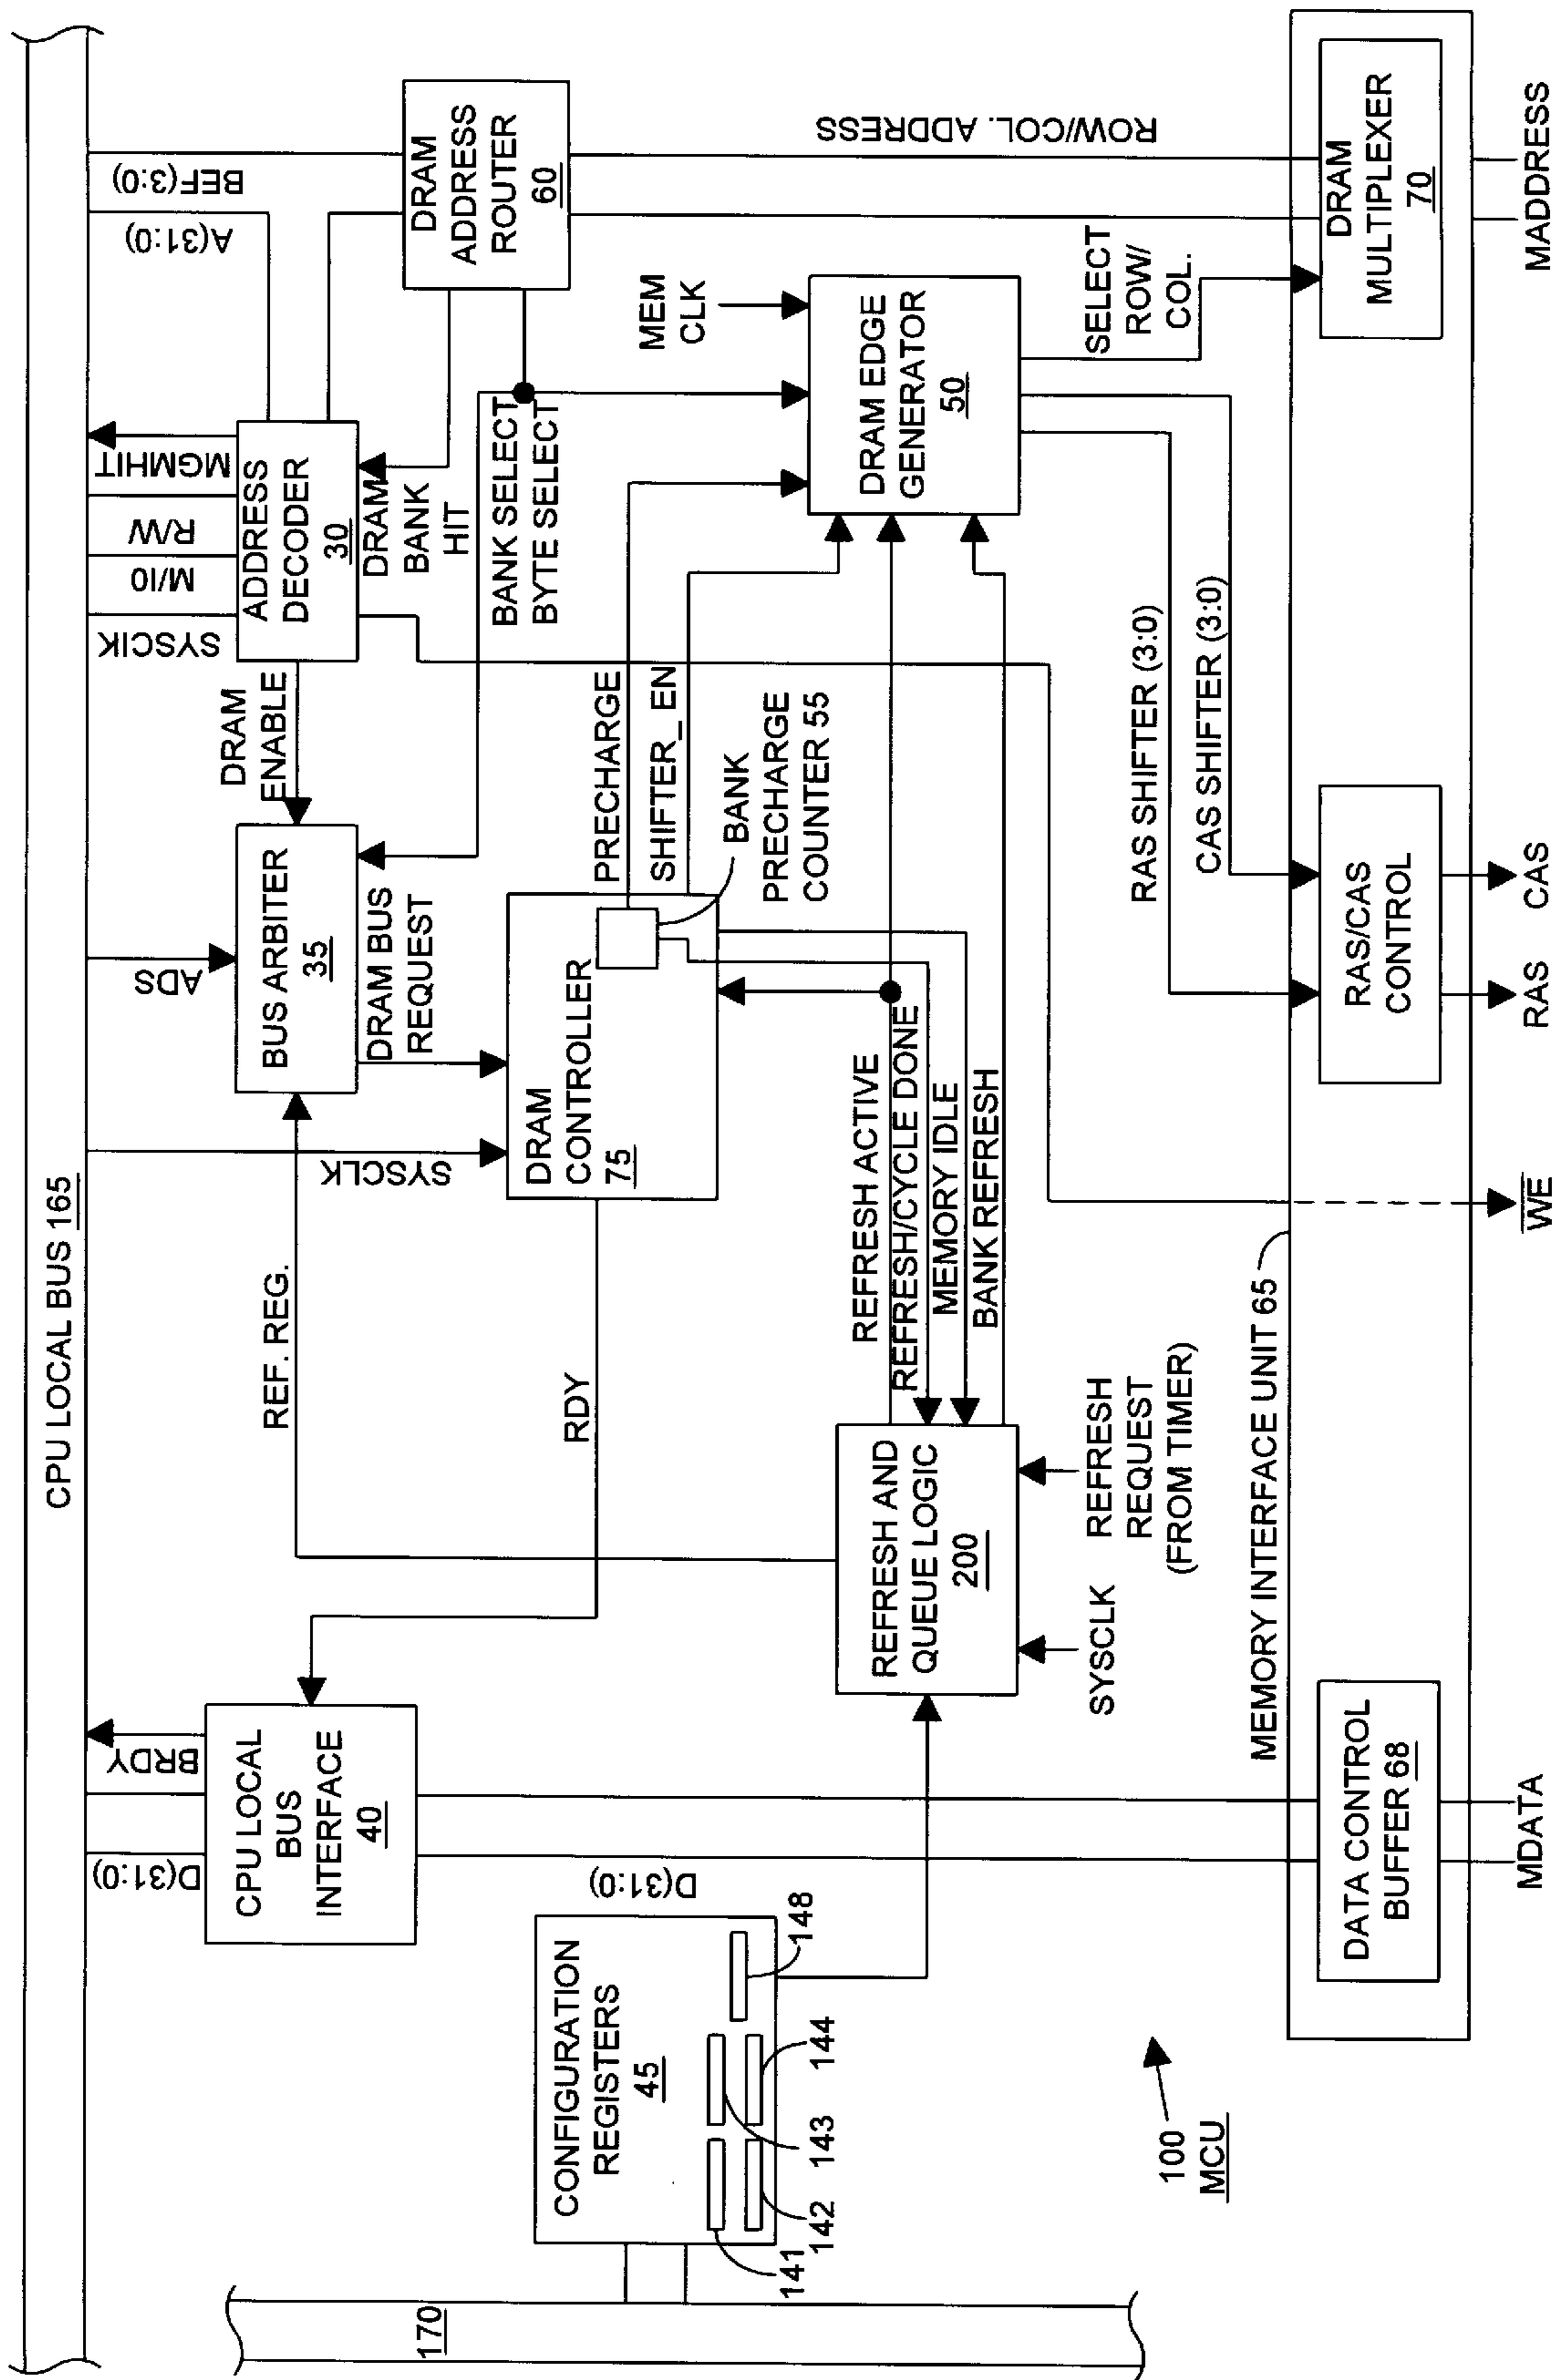 CPU LOCAL BUS 165
D(31:0)
BRDY
CPU LOCAL
BUS
INTERFACE
40
D(31:0)
REF. REG.
RDY
SYSCLK
ADS
BUS ARBITER
35
DRAM
ENABLE
DRAM BUS
REQUEST
SYSCIK
M/I0
R/W
MGMHIT
ADDRESS
DECODER
30
A(31:0)
BEF(3:0)
DRAM
BANK
HIT
DRAM
ADDRESS
ROUTER
60
BANK SELECT
BYTE SELECT
170
CONFIGURATION
REGISTERS
45
141
142
143
144
148
DRAM
CONTROLLER
75
PRECHARGE
SHIFTER_EN
BANK
PRECHARGE
COUNTER 55
MEM
CLK
DRAM EDGE
GENERATOR
50
REFRESH AND
QUEUE LOGIC
200
REFRESH ACTIVE
REFRESH/CYCLE DONE
MEMORY IDLE
BANK REFRESH
SYSCLK
REFRESH
REQUEST
(FROM TIMER)
SELECT
ROW/
COL.
ROW/COL. ADDRESS
RAS SHIFTER (3:0)
CAS SHIFTER (3:0)
100
MCU
MEMORY INTERFACE UNIT 65
DATA CONTROL
BUFFER 68
RAS/CAS
CONTROL
DRAM
MULTIPLEXER
70
MDATA
WE
RAS
CAS
MADDRESS